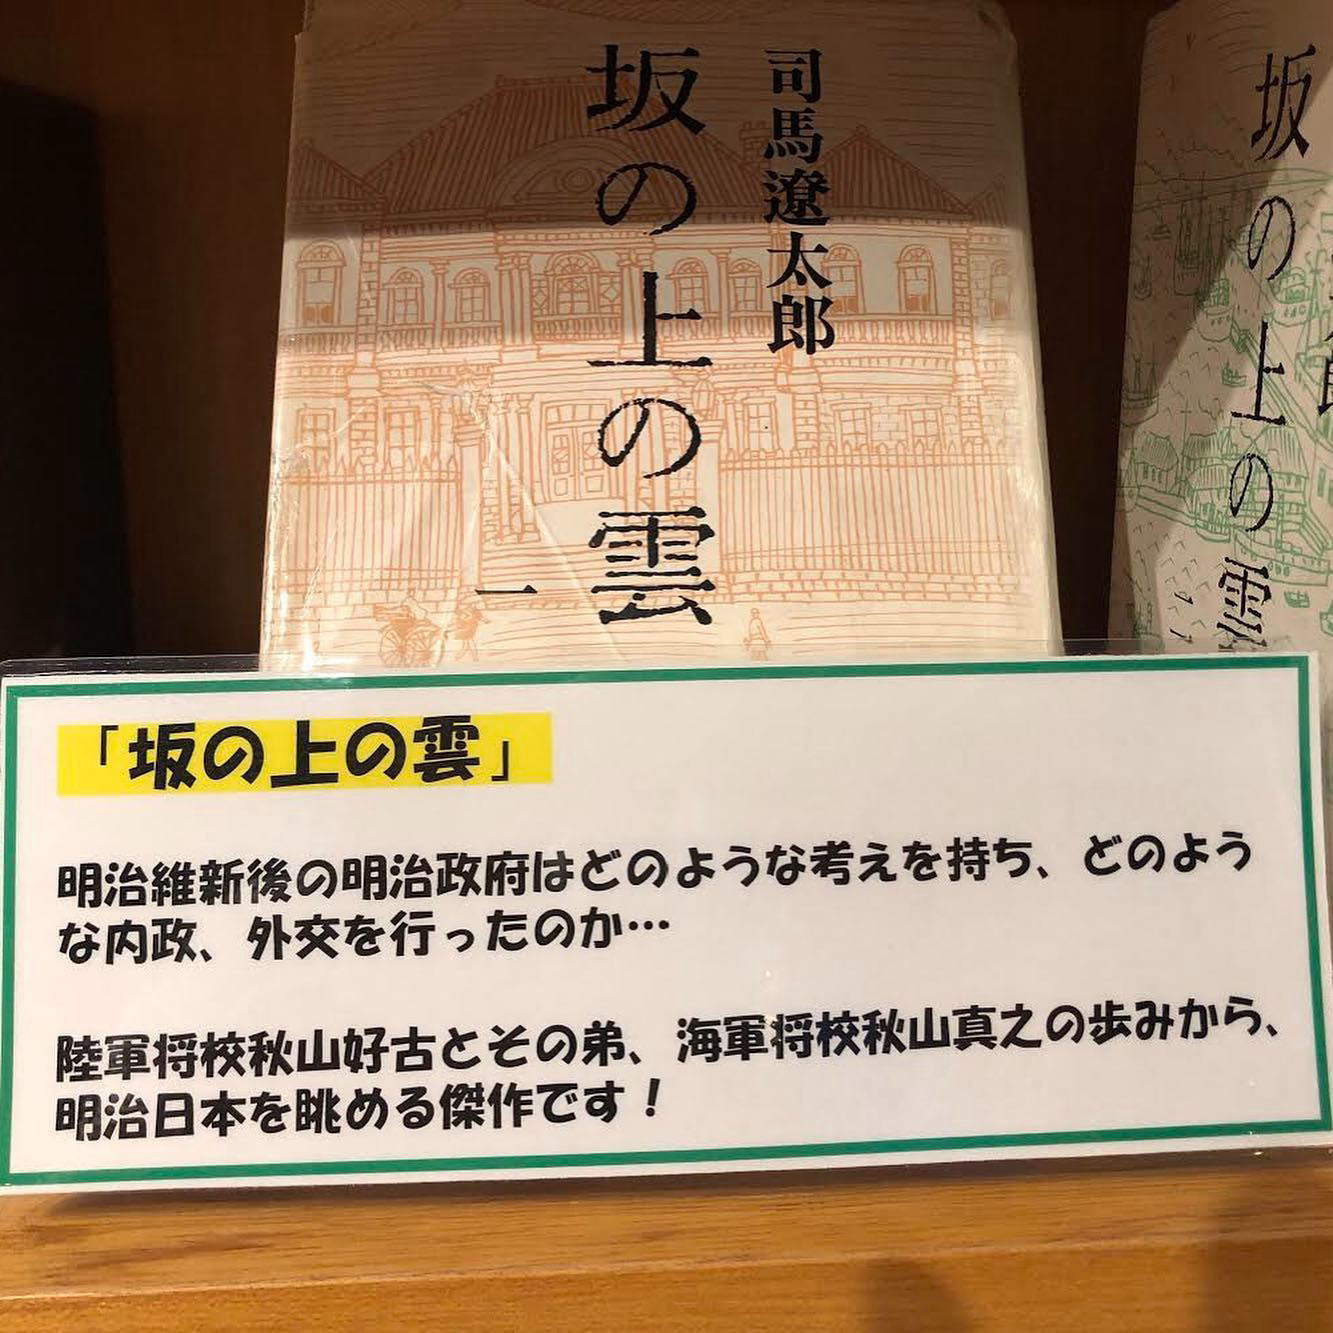 司馬遼太郎
坂の上の雲
一
坂の上の雲
「坂の上の雲」
明治維新後の明治政府はどのような考えを持ち、どのよう
な内政、外交を行ったのか…
陸軍将校秋山好古とその弟、海軍将校秋山真之の歩みから、
明治日本を眺める傑作です！